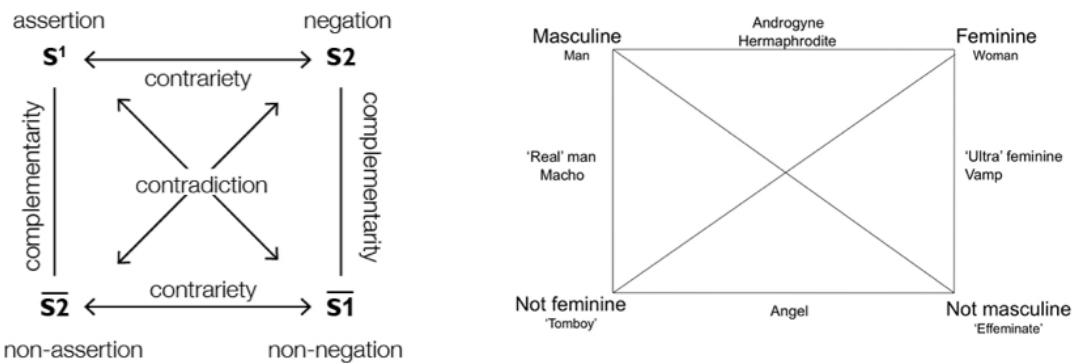 assertion
negation
S¹
S2
contrariety
complementarity
complementarity
contradiction
contrariety
S̅2̅
S̅1̅
non-assertion
non-negation
Masculine
Man
Androgyne
Hermaphrodite
Feminine
Woman
‘Real’ man
Macho
‘Ultra’ feminine
Vamp
Not feminine
‘Tomboy’
Angel
Not masculine
‘Effeminate’